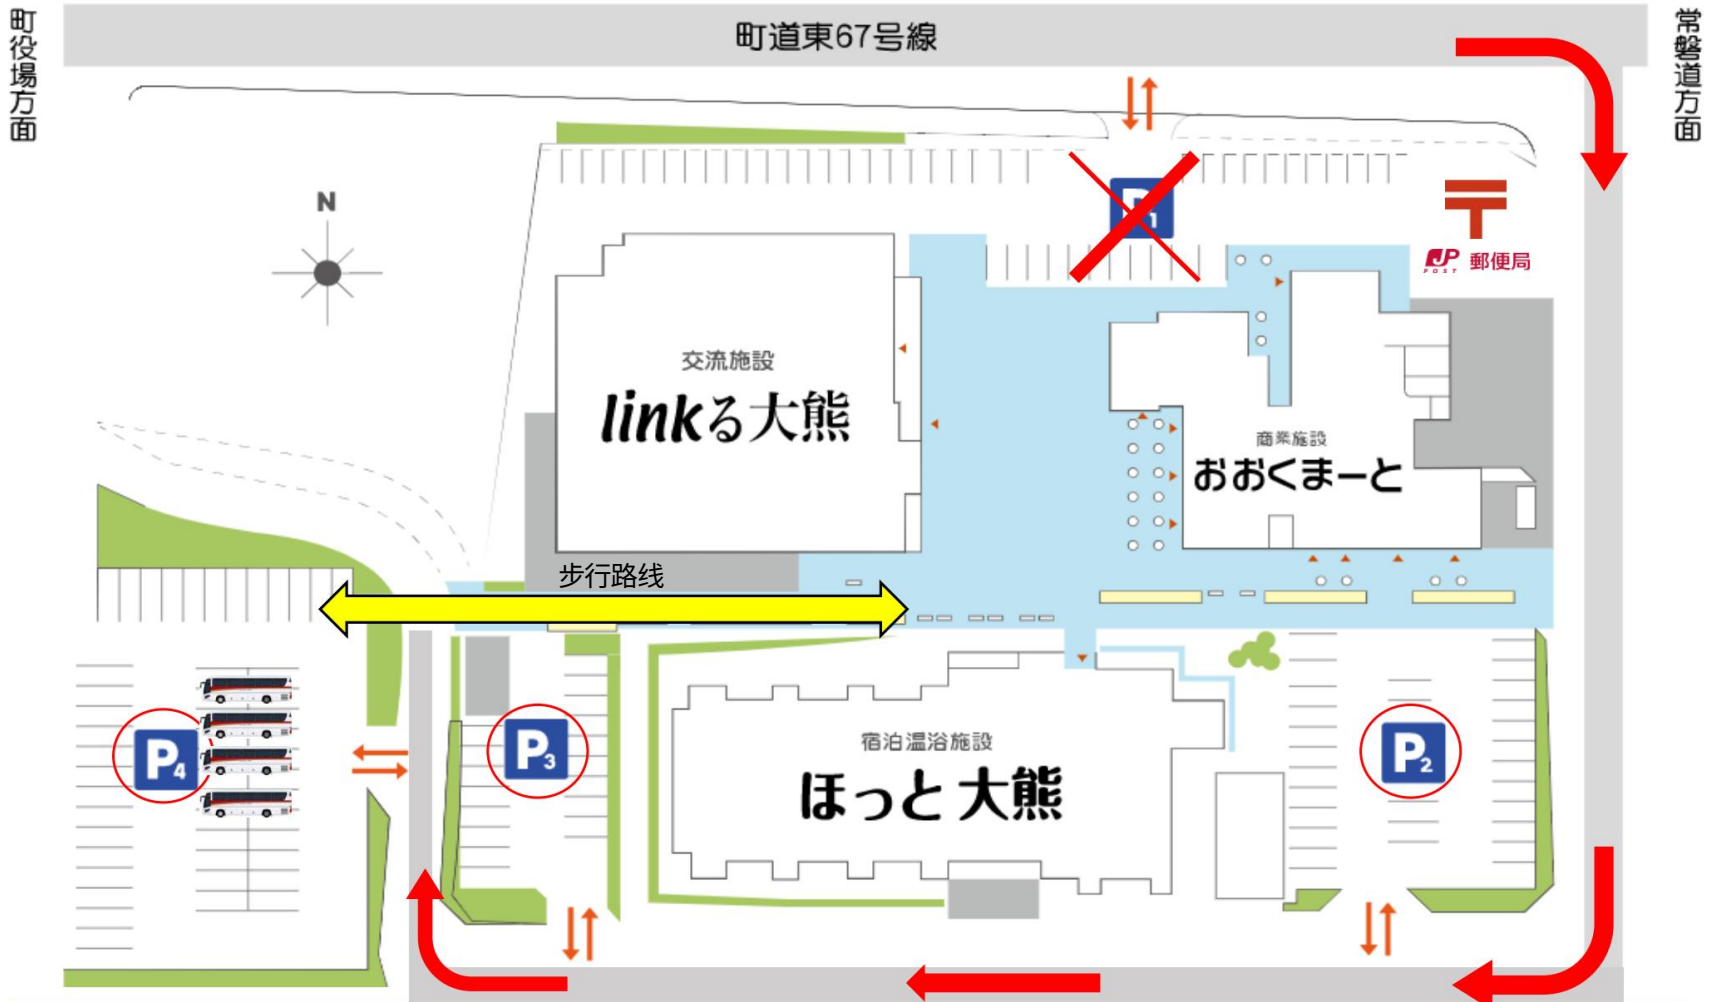 町役場方面
町道東67号線
常磐道方面
N
P1
JP
POST
郵便局
交流施設
linkる大熊
商業施設
おおくまーと
步行路线
P4
P3
宿泊温浴施設
ほっと大熊
P2